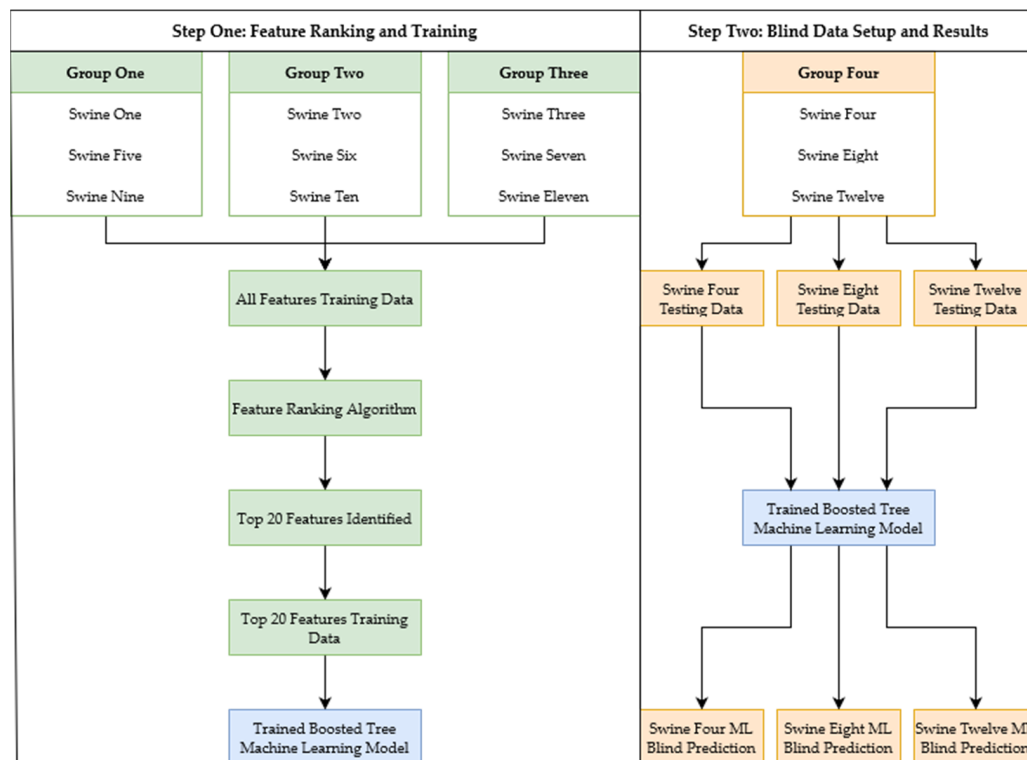 Step One: Feature Ranking and Training
Step Two: Blind Data Setup and Results
Group One
Group Two
Group Three
Group Four
Swine One
Swine Two
Swine Three
Swine Four
Swine Five
Swine Six
Swine Seven
Swine Eight
Swine Nine
Swine Ten
Swine Eleven
Swine Twelve
All Features Training Data
Swine Four
Testing Data
Swine Eight
Testing Data
Swine Twelve
Testing Data
Feature Ranking Algorithm
Top 20 Features Identified
Trained Boosted Tree
Machine Learning Model
Top 20 Features Training
Data
Trained Boosted Tree
Machine Learning Model
Swine Four ML
Blind Prediction
Swine Eight ML
Blind Prediction
Swine Twelve ML
Blind Prediction